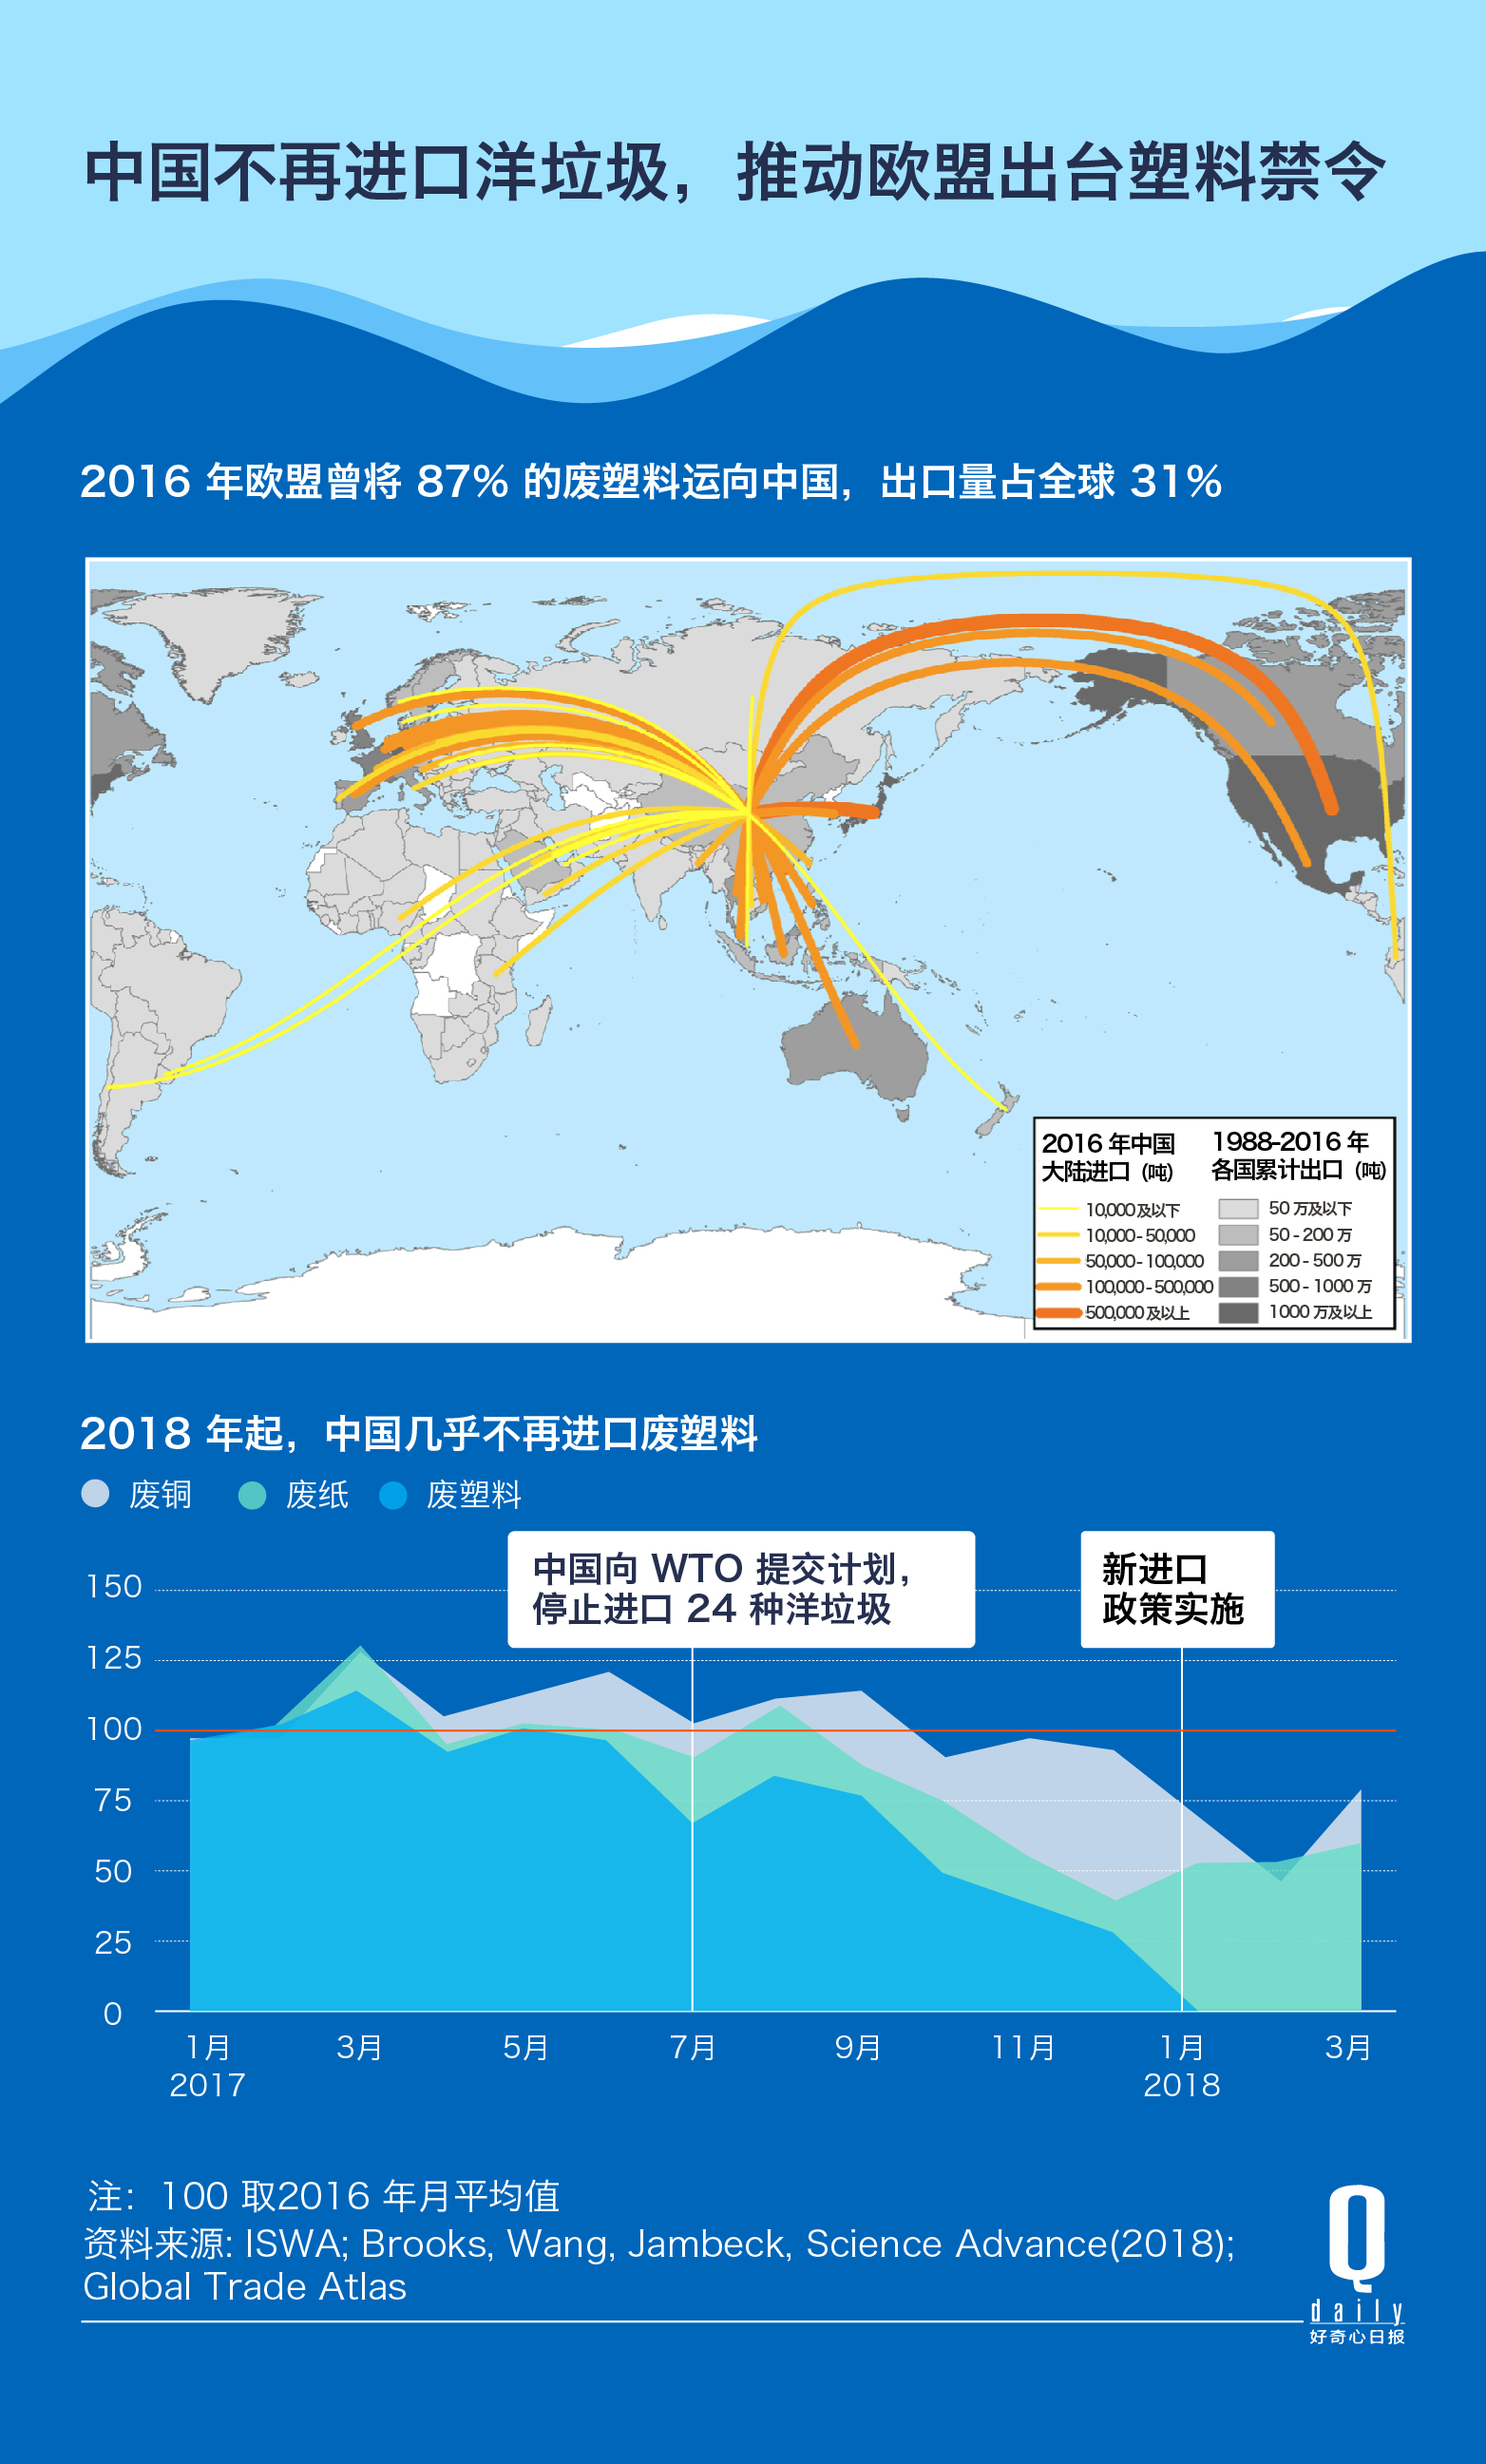 中国不再进口洋垃圾，推动欧盟出台塑料禁令
2016 年欧盟曾将 87% 的废塑料运向中国，出口量占全球 31%
2016 年中国
大陆进口（吨）
10,000及以下
10,000-50,000
50,000-100,000
100,000-500,000
500,000及以上
1988-2016 年
各国累计出口（吨）
50 万及以下
50 - 200 万
200 - 500 万
500 - 1000 万
1000 万及以上
2018 年起，中国几乎不再进口废塑料
废铜 废纸 废塑料
中国向 WTO 提交计划，
停止进口 24 种洋垃圾
新进口
政策实施
150
125
100
75
50
25
0
1月 3月 5月 7月 9月 11月 1月 3月
2017 2018
注：100 取2016 年月平均值
资料来源: ISWA; Brooks, Wang, Jambeck, Science Advance(2018);
Global Trade Atlas
Q
daily
好奇心日报